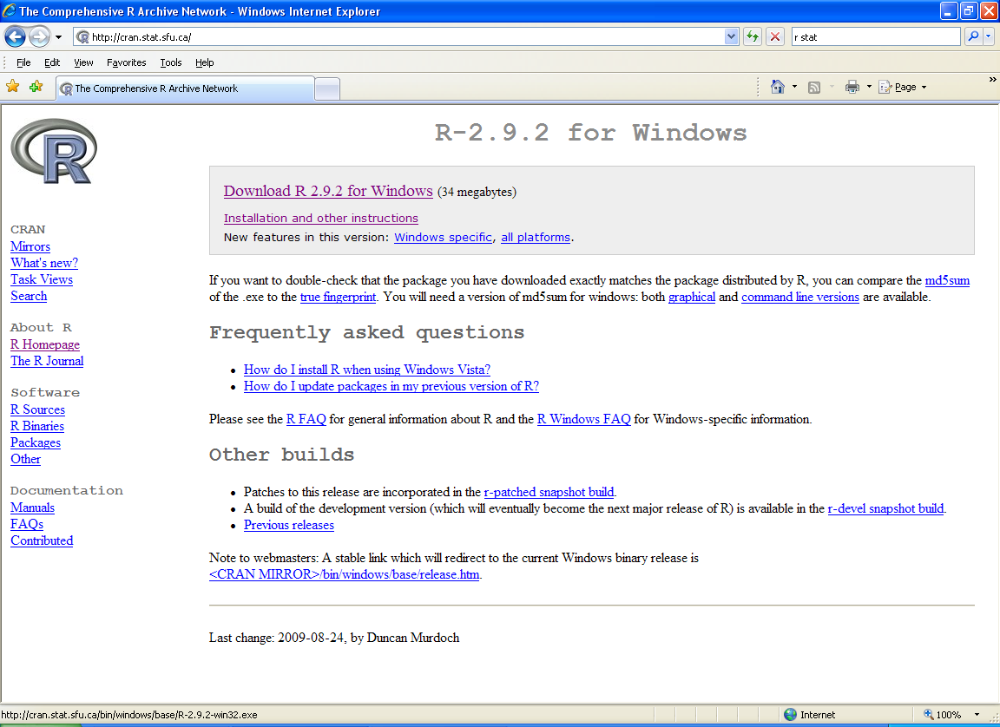 The Comprehensive R Archive Network - Windows Internet Explorer
http://cran.stat.sfu.ca/
r stat
File Edit View Favorites Tools Help
The Comprehensive R Archive Network
Page
»
R
CRAN
Mirrors
What's new?
Task Views
Search
About R
R Homepage
The R Journal
Software
R Sources
R Binaries
Packages
Other
Documentation
Manuals
FAQs
Contributed
R-2.9.2 for Windows
Download R 2.9.2 for Windows (34 megabytes)
Installation and other instructions
New features in this version: Windows specific, all platforms.
If you want to double-check that the package you have downloaded exactly matches the package distributed by R, you can compare the md5sum
of the .exe to the true fingerprint. You will need a version of md5sum for windows: both graphical and command line versions are available.
Frequently asked questions
• How do I install R when using Windows Vista?
• How do I update packages in my previous version of R?
Please see the R FAQ for general information about R and the R Windows FAQ for Windows-specific information.
Other builds
• Patches to this release are incorporated in the r-patched snapshot build.
• A build of the development version (which will eventually become the next major release of R) is available in the r-devel snapshot build.
• Previous releases
Note to webmasters: A stable link which will redirect to the current Windows binary release is
<CRAN MIRROR>/bin/windows/base/release.htm.
Last change: 2009-08-24, by Duncan Murdoch
http://cran.stat.sfu.ca/bin/windows/base/R-2.9.2-win32.exe
Internet
100%